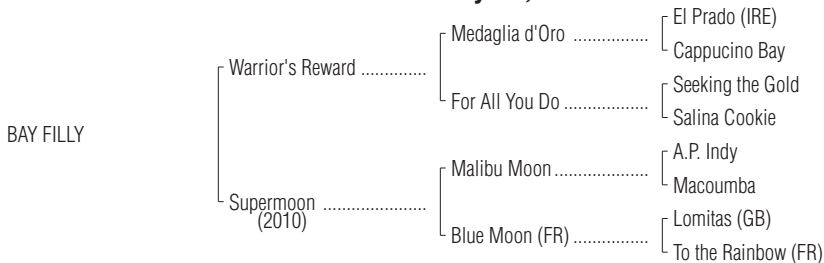 El Prado (IRE)
Medaglia d'Oro ................
Cappucino Bay
Warrior's Reward ..............
Seeking the Gold
For All You Do ..................
Salina Cookie
BAY FILLY
A.P. Indy
Malibu Moon ....................
Macoumba
Supermoon ......................
(2010)
Lomitas (GB)
Blue Moon (FR) ................
To the Rainbow (FR)